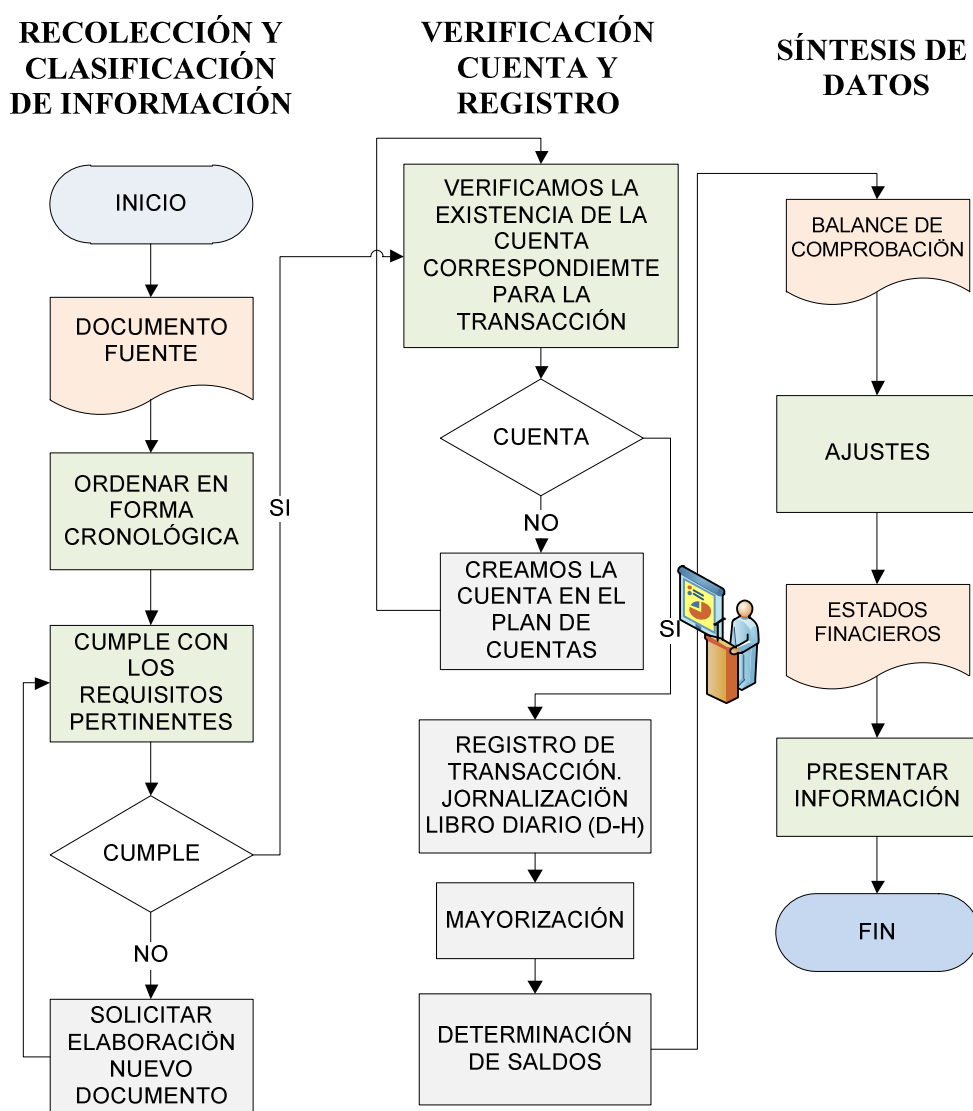 RECOLECCIÓN Y
CLASIFICACIÓN
DE INFORMACIÓN
INICIO
DOCUMENTO
FUENTE
ORDENAR EN
FORMA
CRONOLÓGICA
CUMPLE CON
LOS
REQUISITOS
PERTINENTES
CUMPLE
SI
NO
SOLICITAR
ELABORACIÖN
NUEVO
DOCUMENTO
VERIFICACIÓN
CUENTA Y
REGISTRO
VERIFICAMOS LA
EXISTENCIA DE LA
CUENTA
CORRESPONDIEMTE
PARA LA
TRANSACCIÓN
CUENTA
NO
CREAMOS LA
CUENTA EN EL
PLAN DE
CUENTAS
SI
REGISTRO DE
TRANSACCIÓN.
JORNALIZACIÖN
LIBRO DIARIO (D-H)
MAYORIZACIÓN
DETERMINACIÓN
DE SALDOS
SÍNTESIS DE
DATOS
BALANCE DE
COMPROBACIÖN
AJUSTES
ESTADOS
FINACIEROS
PRESENTAR
INFORMACIÓN
FIN